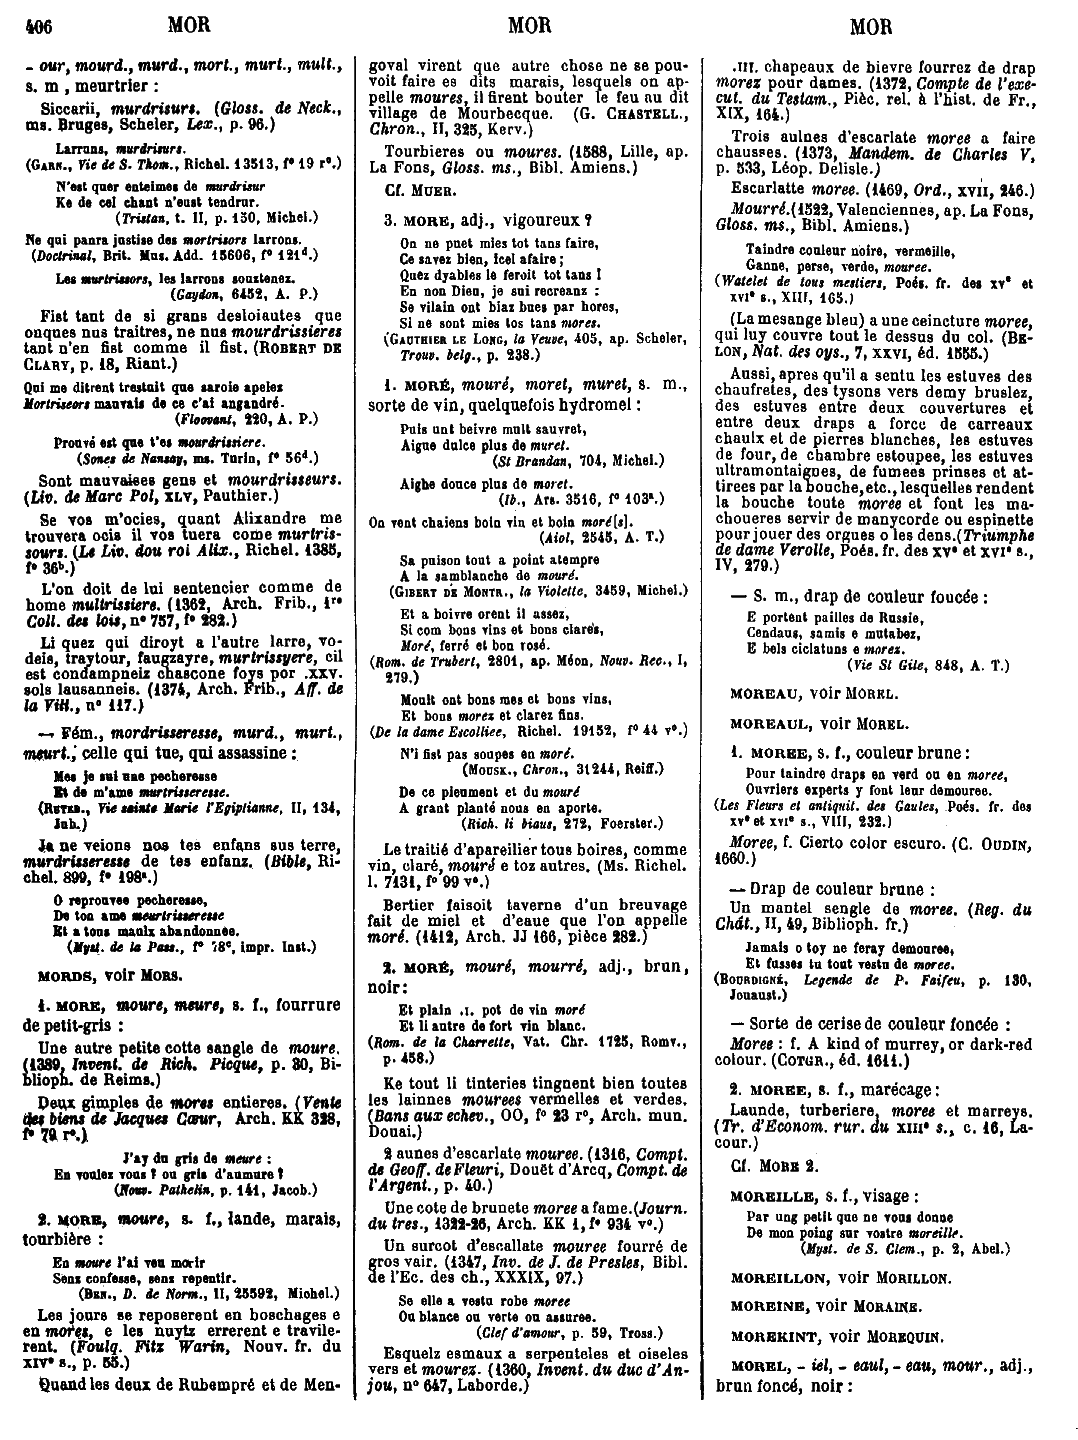 406 MOR MOR MOR
- our, mourd., murd., mort., murt., mult.,
s. m , meurtrier :
Siccarii, murdrisurs. (Gloss. de Neck.,
ms. Bruges, Scheler, Lex., p. 96.)
Larruns, murdrisurs.
(GARN., Vie de S. Thom., Richel. 13513, f° 19 r°.)
N'est quer enteimes de murdrisur
Ke de cel chant n'eust tendrur.
(Tristan, t. II, p. 150, Michel.)
Ne qui panra justise des mortrisors larrons.
(Doctrinal, Brit. Mus. Add. 15606, f° 121d.)
Les murtrissors, les larrons soustenez.
(Gaydon, 6452, A. P.)
Fist tant de si grans desloiautes que
onques nus traitres, ne nus mourdrissieres
tant n'en fist comme il fist. (ROBERT DE
CLARY, p. 18, Riant.)
Qui me ditrent trestuit que saroie apelez
Mortriseors mauvais de ce c'ai angandré.
(Floovant, 220, A. P.)
Prouvé est que t'es mourdrissiere.
(Sones de Nansay, ms. Turin, f° 56d.)
Sont mauvaises gens et mourdrisseurs.
(Liv. de Marc Pol, XLV, Pauthier.)
Se vos m'ocies, quant Alixandre me
trouvera ocis il vos tuera come murtris-
sours. (Le Liv. dou roi Alix., Richel. 1385,
f° 36b.)
L'on doit de lui sentencier comme de
home multrissiere. (1362, Arch. Frib., 1re
Coll. des lois, n° 757, f° 282.)
Li quez qui diroyt a l'autre larre, vo-
deis, traytour, faugzayre, murtrissyere, cil
est condampneiz chascone foys por .XXV.
sols lausanneis. (1374, Arch. Frib., Aff. de
la Vill., n° 117.)
— Fém., mordrisseresse, murd., murt.,
meurt., celle qui tue, qui assassine :
Mes je sui une pecheresse
Et de m'ame murtrisseresse.
(RUTEB., Vie sainte Marie l'Egiptianne, II, 134,
Jub.)
Ja ne veions nos tes enfans sus terre,
murdrisseresse de tes enfanz. (Bible, Ri-
chel. 899, f° 198a.)
O reprouvee pecheresse,
De ton ame meurtrisseresse
Et a tous maulx abandonnee.
(Myst. de la Pass., f° 78c, impr. Inst.)
MORDS, voir MORS.
1. MORE, moure, meure, s. f., fourrure
de petit-gris :
Une autre petite cotte sangle de moure.
(1389, Invent. de Rich. Picque, p. 30, Bi-
blioph. de Reims.)
Deux gimples de mores entieres. (Vente
des biens de Jacques Cœur, Arch. KK 328,
f° 79 r°.)
J'ay du gris de meure :
En voulez vous ? ou gris d'aumure ?
(Nouv. Pathelin, p. 141, Jacob.)
2. MORE, moure, s. f., lande, marais,
tourbière :
En moure l'ai veu morir
Senz confesse, senz repentir.
(BEN., D. de Norm., II, 25592, Michel.)
Les jours se reposerent en boschages e
en mores, e les nuytz errerent e travile-
rent. (Foulq. Fitz Warin, Nouv. fr. du
XIVe s., p. 55.)
Quand les deux de Rubempré et de Men-
goval virent que autre chose ne se pou-
voit faire es dits marais, lesquels on ap-
pelle moures, il firent bouter le feu au dit
village de Mourbecque. (G. CHASTELL.,
Chron., II, 325, Kerv.)
Tourbieres ou moures. (1588, Lille, ap.
La Fons, Gloss. ms., Bibl. Amiens.)
Cf. MUER.
3. MORE, adj., vigoureux ?
On ne puet mies tot tans faire,
Ce savez bien, icel afaire ;
Quez dyables le feroit tot tans !
En non Dieu, je sui recreanz :
Se vilain ont biaz bues par hores,
Si ne sont mies tos tans mores.
(GAUTHIER LE LONG, la Veuve, 405, ap. Scheler,
Trouv. belg., p. 238.)
1. MORÉ, mouré, moret, muret, s. m.,
sorte de vin, quelquefois hydromel :
Puis unt beivre mult sauvret,
Aigue dulce plus de muret.
(St Brandan, 704, Michel.)
Aighe douce plus de moret.
(Ib., Ars. 3516, f° 103a.)
On vent chaiens boin vin et boin moré[s].
(Aiol, 2545, A. T.)
Sa puison tout a point atempre
A la samblanche de mouré.
(GIBERT DE MONTR., la Violette, 3459, Michel.)
Et a boivre orent il assez,
Si com bons vins et bons clarés,
Moré, ferré et bon rosé.
(Rom. de Trubert, 2801, ap. Méon, Nouv. Rec., I,
279.)
Moult ont bons mes et bons vins,
Et bons morez et clarez fins.
(De la dame Escolliee, Richel. 19152, f° 44 v°.)
N'i fist pas soupes en moré.
(MOUSK., Chron., 31244, Reiff.)
De ce pleument et du mouré
A grant planté nous en aporte.
(Rich. li biaus, 272, Foerster.)
Le traitié d'apareilier tous boires, comme
vin, claré, mouré e toz autres. (Ms. Richel.
l. 7131, f° 99 v°.)
Bertier faisoit taverne d'un breuvage
fait de miel et d'eaue que l'on appelle
moré. (1412, Arch. JJ 166, pièce 282.)
2. MORÉ, mouré, mourré, adj., brun,
noir :
Et plain .I. pot de vin moré
Et li autre de fort vin blanc.
(Rom. de la Charrette, Vat. Chr. 1725, Romv.,
p. 458.)
Ke tout li tinteries tingnent bien toutes
les lainnes mourees vermelles et verdes.
(Bans aux echev., OO, f° 23 r°, Arch. mun.
Douai.)
2 aunes d'escarlate mouree. (1316, Compt.
de Geoff. de Fleuri, Douët d'Arcq, Compt. de
l'Argent., p. 40.)
Une cote de brunete moree a fame. (Journ.
du tres., 1322-26, Arch. KK 1, f° 934 v°.)
Un surcot d'escallate mouree fourré de
gros vair. (1347, Inv. de J. de Presles, Bibl.
de l'Ec. des ch., XXXIX, 97.)
Se elle a vestu robe moree
Ou blance ou verte ou assuree.
(Clef d'amour, p. 59, Tross.)
Esquelz esmaux a serpenteles et oiseles
vers et mourez. (1360, Invent. du duc d'An-
jou, n° 647, Laborde.)
.III. chapeaux de bievre fourrez de drap
morez pour dames. (1372, Compte de l'exe-
cut. du Testam., Pièc. rel. à l'hist. de Fr.,
XIX, 164.)
Trois aulnes d'escarlate moree a faire
chausses. (1373, Mandem. de Charles V,
p. 533, Léop. Delisle.)
Escarlatte moree. (1469, Ord., XVII, 246.)
Mourré. (1522, Valenciennes, ap. La Fons,
Gloss. ms., Bibl. Amiens.)
Taindre couleur noire, vermeille,
Ganne, perse, verde, mouree.
(Watelet de tous mestiers, Poés. fr. des XVe et
XVIe s., XIII, 165.)
(La mesange bleu) a une ceincture moree,
qui luy couvre tout le dessus du col. (BE-
LON, Nat. des oys., 7, XXVI, éd. 1555.)
Aussi, apres qu'il a sentu les estuves des
chaufretes, des tysons vers demy bruslez,
des estuves entre deux couvertures et
entre deux draps a force de carreaux
chaulx et de pierres blanches, les estuves
de four, de chambre estoupee, les estuves
ultramontaignes, de fumees prinses et at-
tirees par la bouche, etc., lesquelles rendent
la bouche toute moree et font les ma-
choueres servir de manycorde ou espinette
pour jouer des orgues o les dens. (Triumphe
de dame Verolle, Poés. fr. des XVe et XVIe s.,
IV, 279.)
— S. m., drap de couleur foucée :
E portent pailles de Russie,
Cendaus, samis e mutabez,
E bels ciclatuns e morez.
(Vie St Gile, 848, A. T.)
MOREAU, voir MOREL.
MOREAUL, voir MOREL.
1. MOREE, s. f., couleur brune :
Pour taindre draps en verd ou en moree,
Ouvriers experts y font leur demouree.
(Les Fleurs et antiquit. des Gaules, Poés. fr. des
XVe et XVIe s., VIII, 232.)
Moree, f. Cierto color escuro. (C. OUDIN,
1660.)
— Drap de couleur brune :
Un mantel sengle de moree. (Reg. du
Chât., II, 49, Biblioph. fr.)
Jamais o toy ne feray demouree,
Et fusses tu tout vestu de moree.
(BOURDIGNÉ, Legende de P. Faifeu, p. 130,
Jouaust.)
— Sorte de cerise de couleur foncée :
Moree : f. A kind of murrey, or dark-red
colour. (COTGR., éd. 1611.)
2. MOREE, s. f., marécage :
Launde, turberiere, moree et marreys.
(Tr. d'Econom. rur. du XIIIe s., c. 16, La-
cour.)
Cf. MORE 2.
MOREILLE, s. f., visage :
Par ung petit que ne vous donne
De mon poing sur vostre moreille.
(Myst. de S. Clem., p. 2, Abel.)
MOREILLON, voir MORILLON.
MOREINE, voir MORAINE.
MOREKINT, voir MOREQUIN.
MOREL, - iel, - eaul, - eau, mour., adj.,
brun foncé, noir :